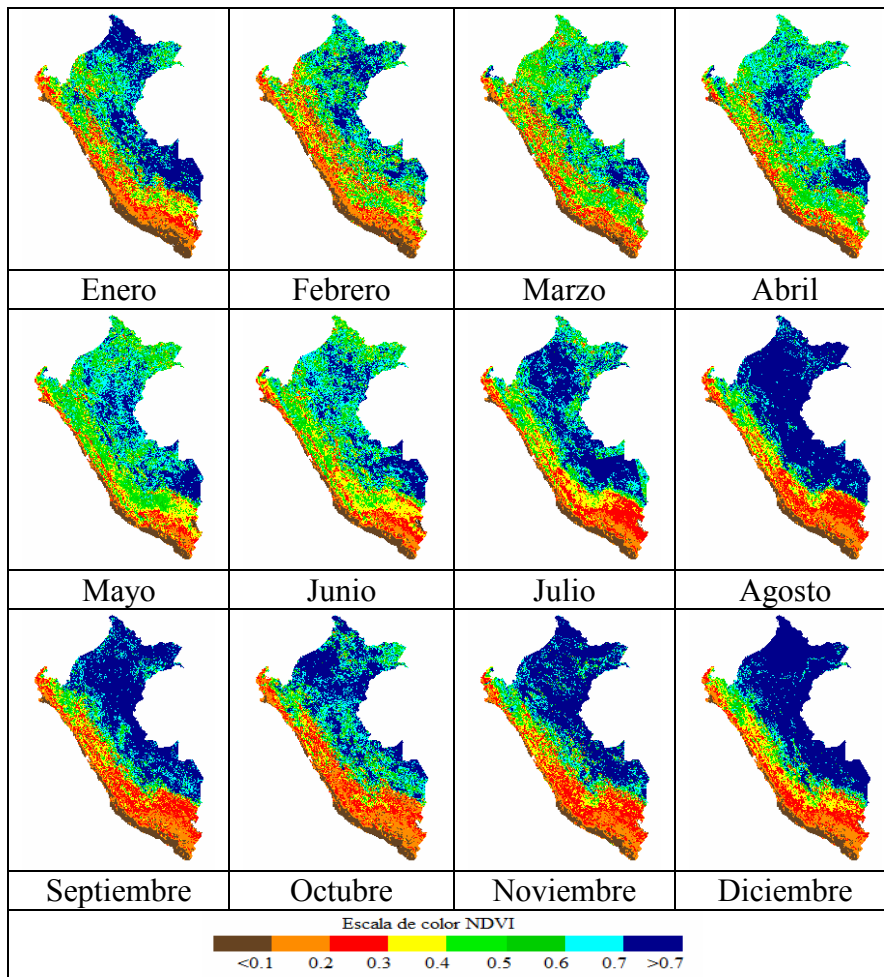 Enero Febrero Marzo Abril
Mayo Junio Julio Agosto
Septiembre Octubre Noviembre Diciembre
Escala de color NDVI
<0.1 0.2 0.3 0.4 0.5 0.6 0.7 >0.7